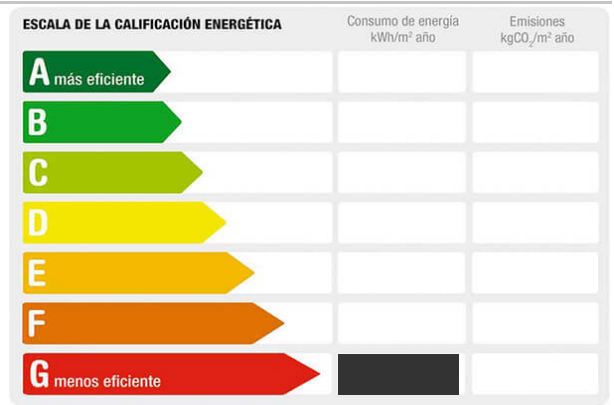 ESCALA DE LA CALIFICACIÓN ENERGÉTICA
Consumo de energía
kWh/m² año
Emisiones
kgCO₂/m² año
A más eficiente
B
C
D
E
F
G menos eficiente